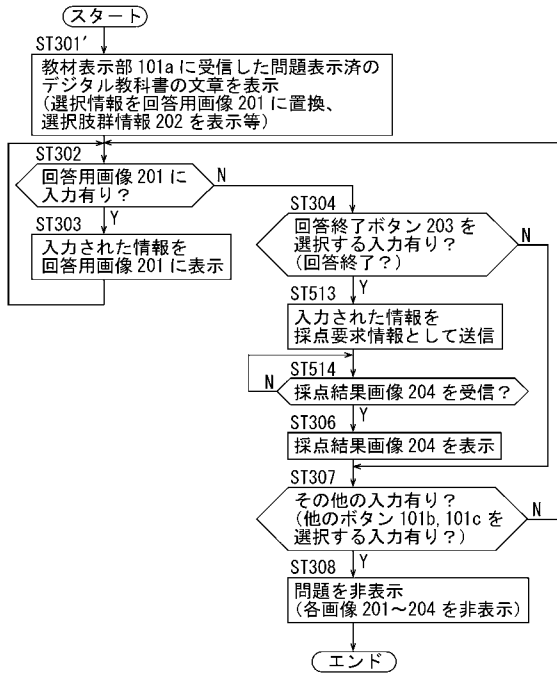 スタート
ST301′
教材表示部 101a に受信した問題表示済の
デジタル教科書の文章を表示
(選択情報を回答用画像 201 に置換、
選択肢群情報 202 を表示等)
ST302
回答用画像 201 に
入力有り？
N
Y
ST303
入力された情報を
回答用画像 201 に表示
ST304
回答終了ボタン 203 を
選択する入力有り？
(回答終了？)
N
Y
ST513
入力された情報を
採点要求情報として送信
ST514
N
採点結果画像 204 を受信？
Y
ST306
採点結果画像 204 を表示
ST307
その他の入力有り？
(他のボタン 101b, 101c を
選択する入力有り？)
N
Y
ST308
問題を非表示
(各画像 201～204 を非表示)
エンド